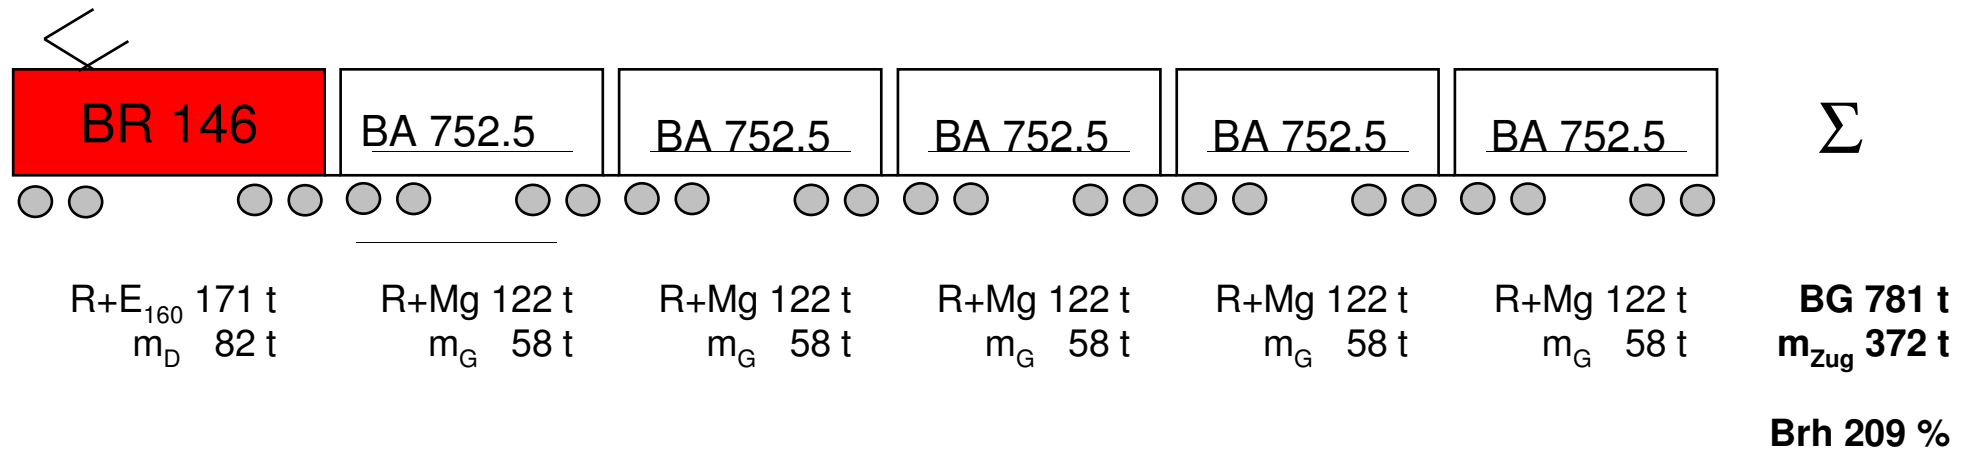 BR 146 BA 752.5 BA 752.5 BA 752.5 BA 752.5 BA 752.5 Σ
R+E160 171 t R+Mg 122 t R+Mg 122 t R+Mg 122 t R+Mg 122 t R+Mg 122 t BG 781 t
mD 82 t mG 58 t mG 58 t mG 58 t mG 58 t mG 58 t mZug 372 t
Brh 209 %